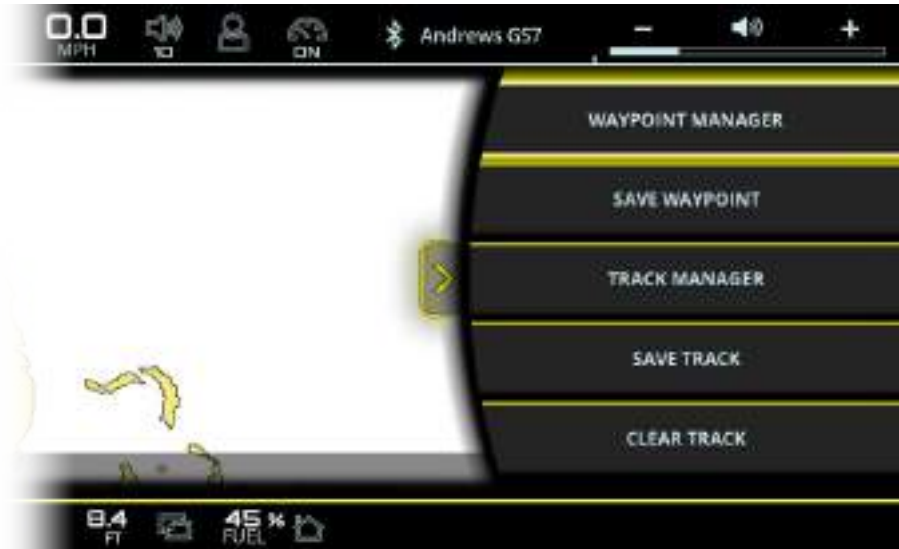 0.0
MPH
10
ON
Andrews G57
WAYPOINT MANAGER
SAVE WAYPOINT
TRACK MANAGER
SAVE TRACK
CLEAR TRACK
9.4
FT
45 %
FUEL